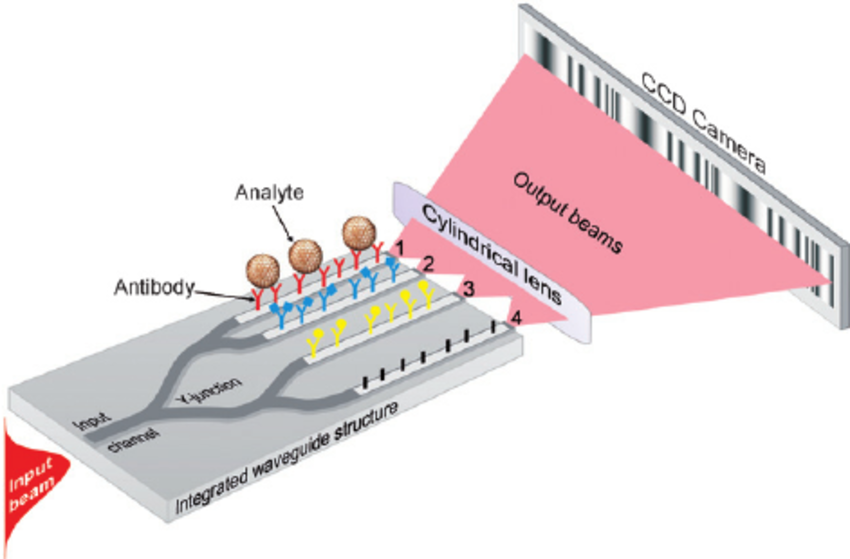 CCD Camera
Output beams
Analyte
Cylindrical lens
Antibody
1
2
3
4
Y-junction
Input
channel
Integrated waveguide structure
Input
beam